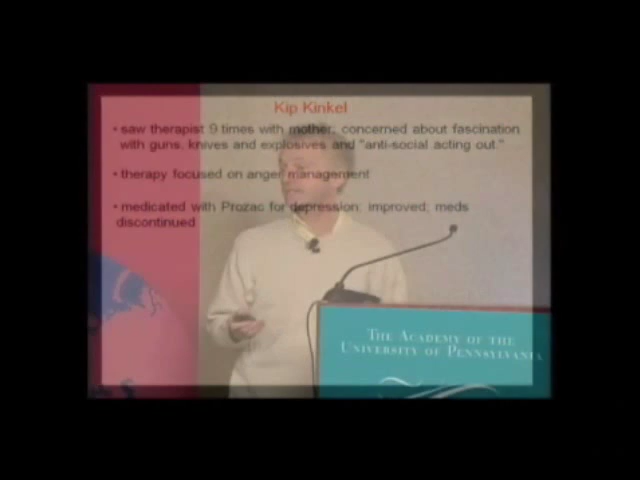 Kip Kinkel
• saw therapist 9 times with mother; concerned about fascination
with guns, knives and explosives and "anti-social acting out."
• therapy focused on anger management
• medicated with Prozac for depression; improved; meds
discontinued
THE ACADEMY OF THE
UNIVERSITY OF PENNSYLVANIA